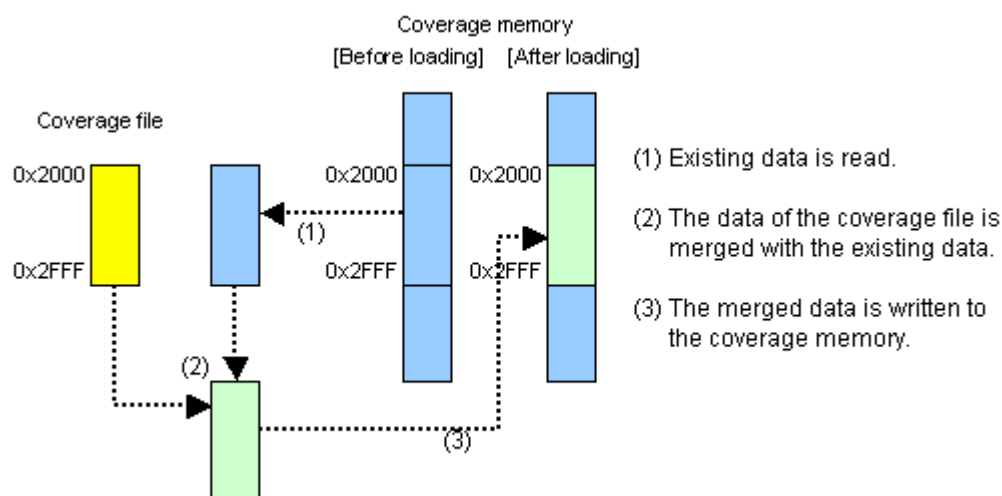 Coverage memory
[Before loading] [After loading]
Coverage file
0x2000
0x2000
0x2000
(1) Existing data is read.
(1)
(2) The data of the coverage file is
merged with the existing data.
0x2FFF
0x2FFF
0x2FFF
(3) The merged data is written to
the coverage memory.
(2)
(3)